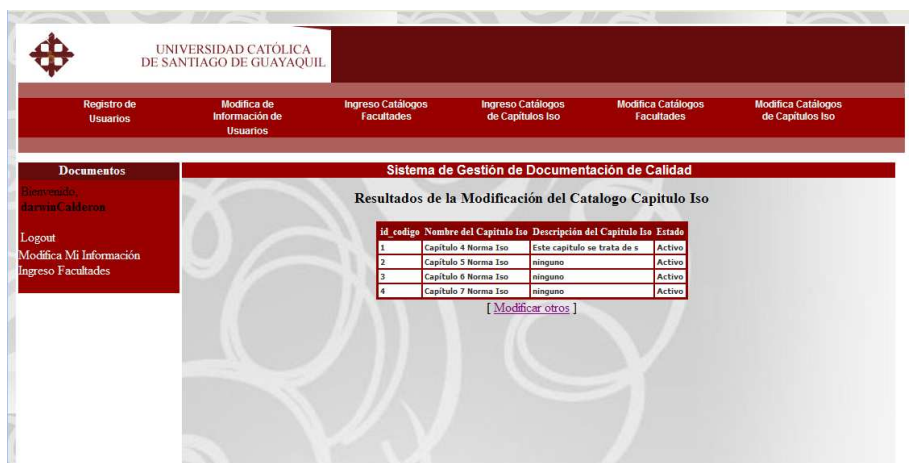 UNIVERSIDAD CATÓLICA
DE SANTIAGO DE GUAYAQUIL
Registro de
Usuarios
Modifica de
Información de
Usuarios
Ingreso Catálogos
Facultades
Ingreso Catálogos
de Capítulos Iso
Modifica Catálogos
Facultades
Modifica Catálogos
de Capítulos Iso
Documentos
Bienvenido,
darwinCalderon
Logout
Modifica Mi Información
Ingreso Facultades
Sistema de Gestión de Documentación de Calidad
Resultados de la Modificación del Catalogo Capitulo Iso
id_codigo Nombre del Capitulo Iso Descripción del Capitulo Iso Estado
1 Capítulo 4 Norma Iso Este capitulo se trata de s Activo
2 Capítulo 5 Norma Iso ninguno Activo
3 Capítulo 6 Norma Iso ninguno Activo
4 Capítulo 7 Norma Iso ninguno Activo
[ Modificar otros ]